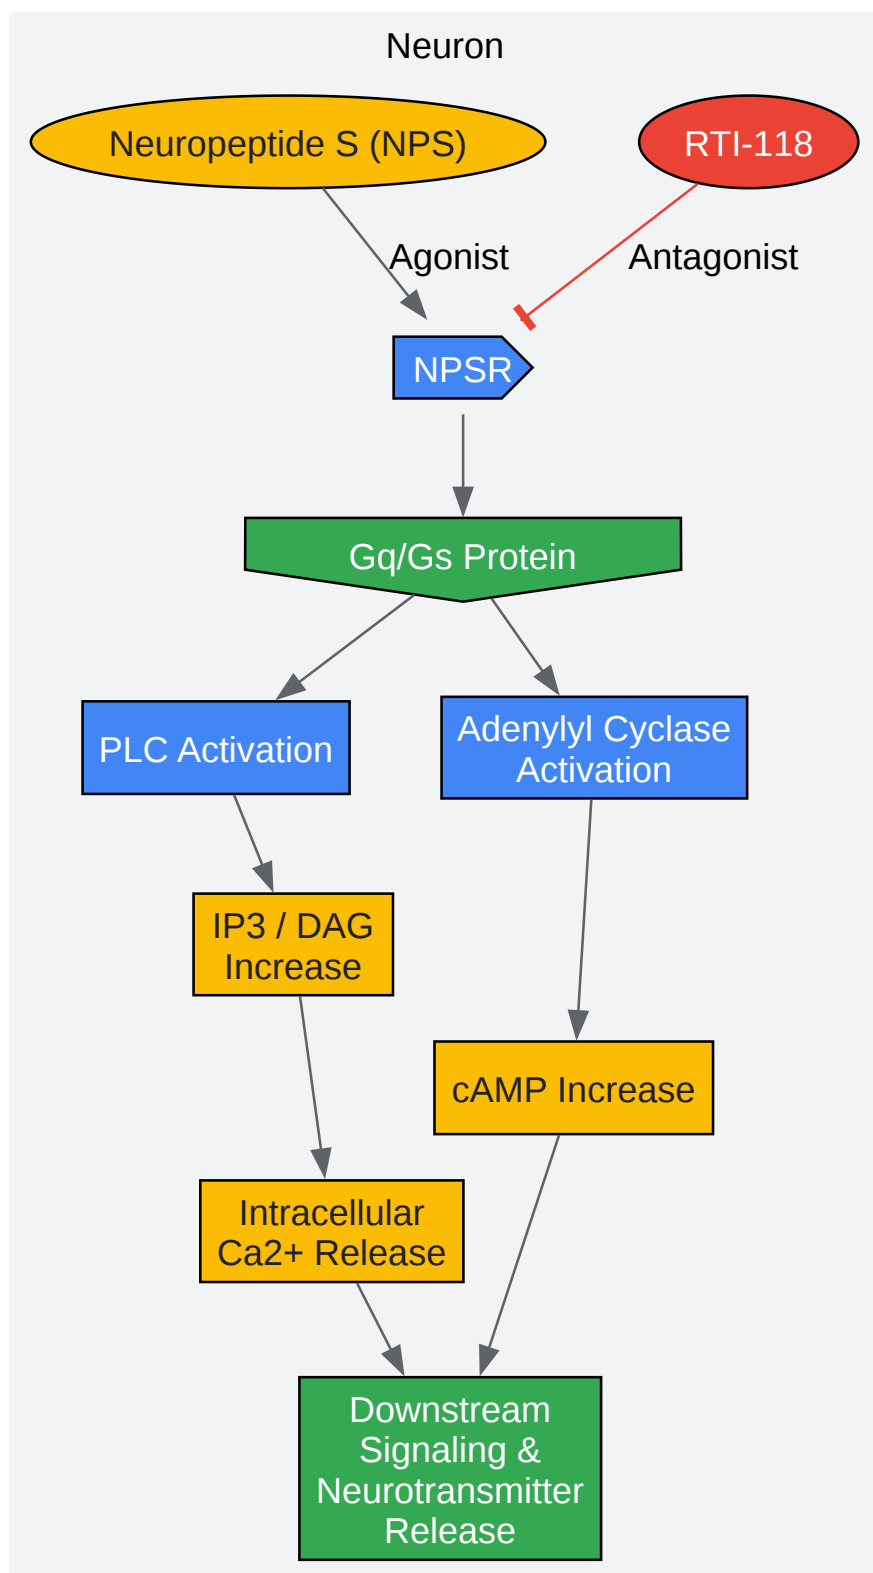 Neuron
Neuropeptide S (NPS)
RTI-118
Agonist
Antagonist
NPSR
Gq/Gs Protein
PLC Activation
Adenylyl Cyclase
Activation
IP3 / DAG
Increase
cAMP Increase
Intracellular
Ca2+ Release
Downstream
Signaling &
Neurotransmitter
Release